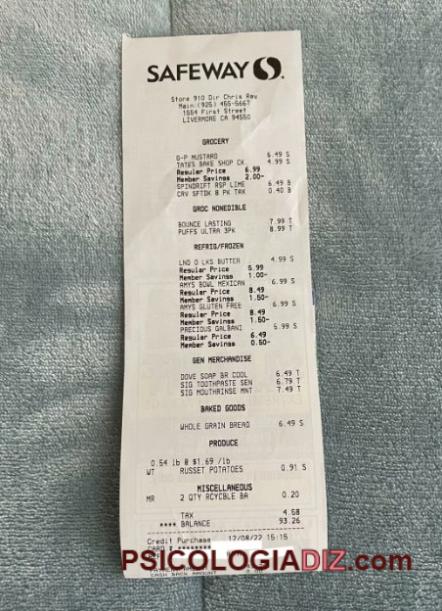 SAFEWAY
Store 910 Dir Chris Ray
Main:(925) 455-5667
1554 First Street
LIVERMORE CA 94550
GROCERY
G-P MUSTARD 6.49 S
TATES BAKE SHOP CK 4.99 S
Regular Price 6.99
Member Savings 2.00-
SPINDRIFT RSP LIME 6.49 B
CRV SFTDK 8 PK TAX 0.40 B
GROC NONEDIBLE
BOUNCE LASTING 7.99 T
PUFFS ULTRA 3PK 8.99 T
REFRIG/FROZEN
LND O LKS BUTTER 4.99 S
Regular Price 5.99
Member Savings 1.00-
AMYS BOWL MEXICAN 6.99 S
Regular Price 8.49
Member Savings 1.50-
AMYS GLUTEN FREE 6.99 S
Regular Price 8.49
Member Savings 1.50-
PRECIOUS GALBANI 5.99 S
Regular Price 6.49
Member Savings 0.50-
GEN MERCHANDISE
DOVE SOAP BR COOL 6.49 T
SIG TOOTHPASTE SEN 6.79 T
SIG MOUTHRINSE MNT 7.49 T
BAKED GOODS
WHOLE GRAIN BREAD 6.49 S
PRODUCE
0.54 lb @ $1.69 /lb
WT RUSSET POTATOES 0.91 S
MISCELLANEOUS
MR 2 QTY RCYCBLE BA 0.20
TAX 4.58
**** BALANCE 93.26
Credit Purchase 12/08/22 15:15
CARD # ********
PSICOLOGIADIZ.com
CASH BACK AMOUNT